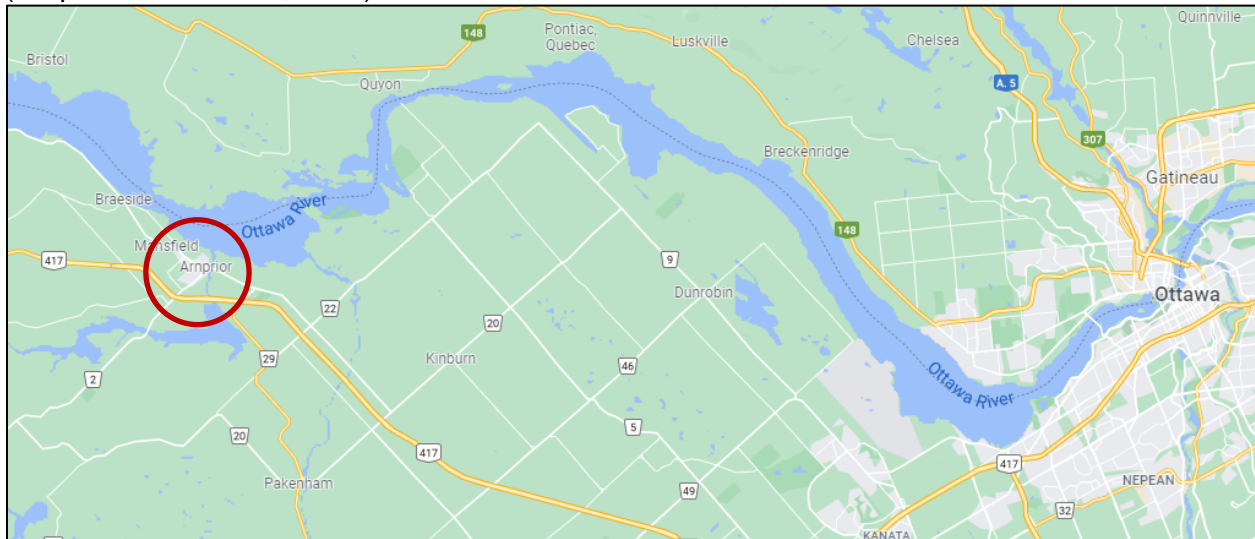 Quinnville
148
Pontiac,
Quebec
Luskville
Chelsea
Bristol
A. 5
Quyon
307
Breckenridge
Gatineau
Braeside
Ottawa River
148
Mansfield
417
Arnprior
9
Dunrobin
Ottawa
22
20
29
Kinburn
46
2
Ottawa River
5
20
417
417
Pakenham
NEPEAN
49
32
KANATA